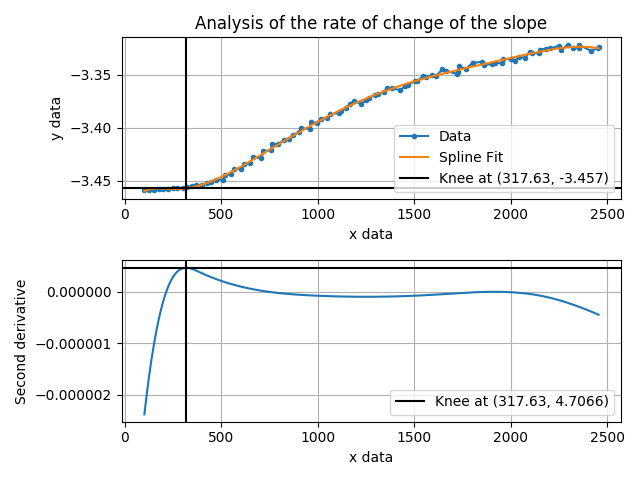 Analysis of the rate of change of the slope
y data
−3.35
−3.40
−3.45
Data
Spline Fit
Knee at (317.63, -3.457)
0
500
1000
1500
2000
2500
x data
Second derivative
0.000000
−0.000001
−0.000002
Knee at (317.63, 4.7066)
0
500
1000
1500
2000
2500
x data